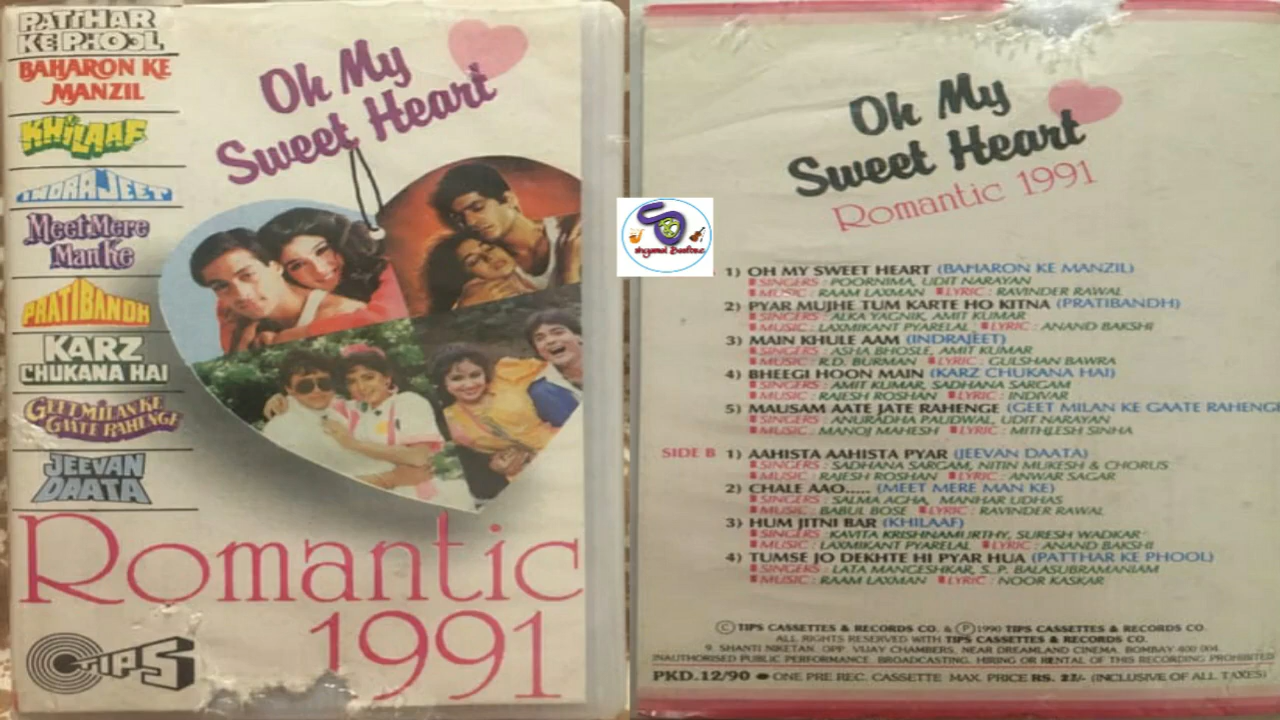 PATTHAR
KE PHOOL
BAHARON KE
MANZIL
KHILAAF
INDRAJEET
Meet Mere
Man Ke
PRATIBANDH
KARZ
CHUKANA HAI
GEET MILAN KE
GAATE RAHENGE
JEEVAN
DAATA
Oh My
Sweet Heart
Romantic
1991
TIPS
Oh My
Sweet Heart
Romantic 1991
1) OH MY SWEET HEART (BAHARON KE MANZIL)
SINGERS : POORNIMA, UDIT NARAYAN
MUSIC : RAAM LAXMAN LYRIC : RAVINDER RAWAL
2) PYAR MUJHE TUM KARTE HO KITNA (PRATIBANDH)
SINGERS : ALKA YAGNIK, AMIT KUMAR
MUSIC : LAXMIKANT PYARELAL LYRIC : ANAND BAKSHI
3) MAIN KHULE AAM (INDRAJEET)
SINGERS : ASHA BHOSLE, AMIT KUMAR
MUSIC : R.D. BURMAN LYRIC : GULSHAN BAWRA
4) BHEEGI HOON MAIN (KARZ CHUKANA HAI)
SINGERS : AMIT KUMAR, SADHANA SARGAM
MUSIC : RAJESH ROSHAN LYRIC : INDIVAR
5) MAUSAM AATE JATE RAHENGE (GEET MILAN KE GAATE RAHENGE
SINGERS : ANURADHA PAUDWAL, UDIT NARAYAN
MUSIC : MANOJ MAHESH LYRIC : MITHLESH SINHA
SIDE B 1) AAHISTA AAHISTA PYAR (JEEVAN DAATA)
SINGERS : SADHANA SARGAM, NITIN MUKESH & CHORUS
MUSIC : RAJESH ROSHAN LYRIC : ANWAR SAGAR
2) CHALE AAO..... (MEET MERE MAN KE)
SINGERS : SALMA AGHA, MANHAR UDHAS
MUSIC : BABUL BOSE LYRIC : RAVINDER RAWAL
3) HUM JITNI BAR (KHILAAF)
SINGERS : KAVITA KRISHNAMURTHY, SURESH WADKAR
MUSIC : LAXMIKANT PYARELAL LYRIC : ANAND BAKSHI
4) TUMSE JO DEKHTE HI PYAR HUA (PATTHAR KE PHOOL)
SINGERS : LATA MANGESHKAR, S. P. BALASUBRAMANIAM
MUSIC : RAAM LAXMAN LYRIC : NOOR KASKAR
© TIPS CASSETTES & RECORDS CO. & Ⓟ 1990 TIPS CASSETTES & RECORDS CO.
ALL RIGHTS RESERVED WITH TIPS CASSETTES & RECORDS CO.
9, SHANTI NIKETAN, OPP. VIJAY CHAMBERS, NEAR DREAMLAND CINEMA, BOMBAY 400 004.
UNAUTHORISED PUBLIC PERFORMANCE, BROADCASTING, HIRING OR RENTAL OF THIS RECORDING PROHIBITED
PKD. 12/90 ONE PRE REC. CASSETTE MAX. PRICE RS. (INCLUSIVE OF ALL TAXES)